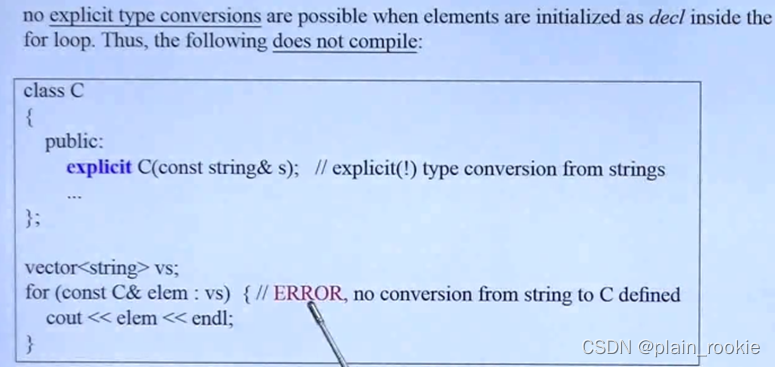 no explicit type conversions are possible when elements are initialized as decl inside the
for loop. Thus, the following does not compile:
class C
{
public:
explicit C(const string& s); // explicit(!) type conversion from strings
...
};
vector<string> vs;
for (const C& elem : vs) { // ERROR, no conversion from string to C defined
cout << elem << endl;
}
CSDN @plain_rookie